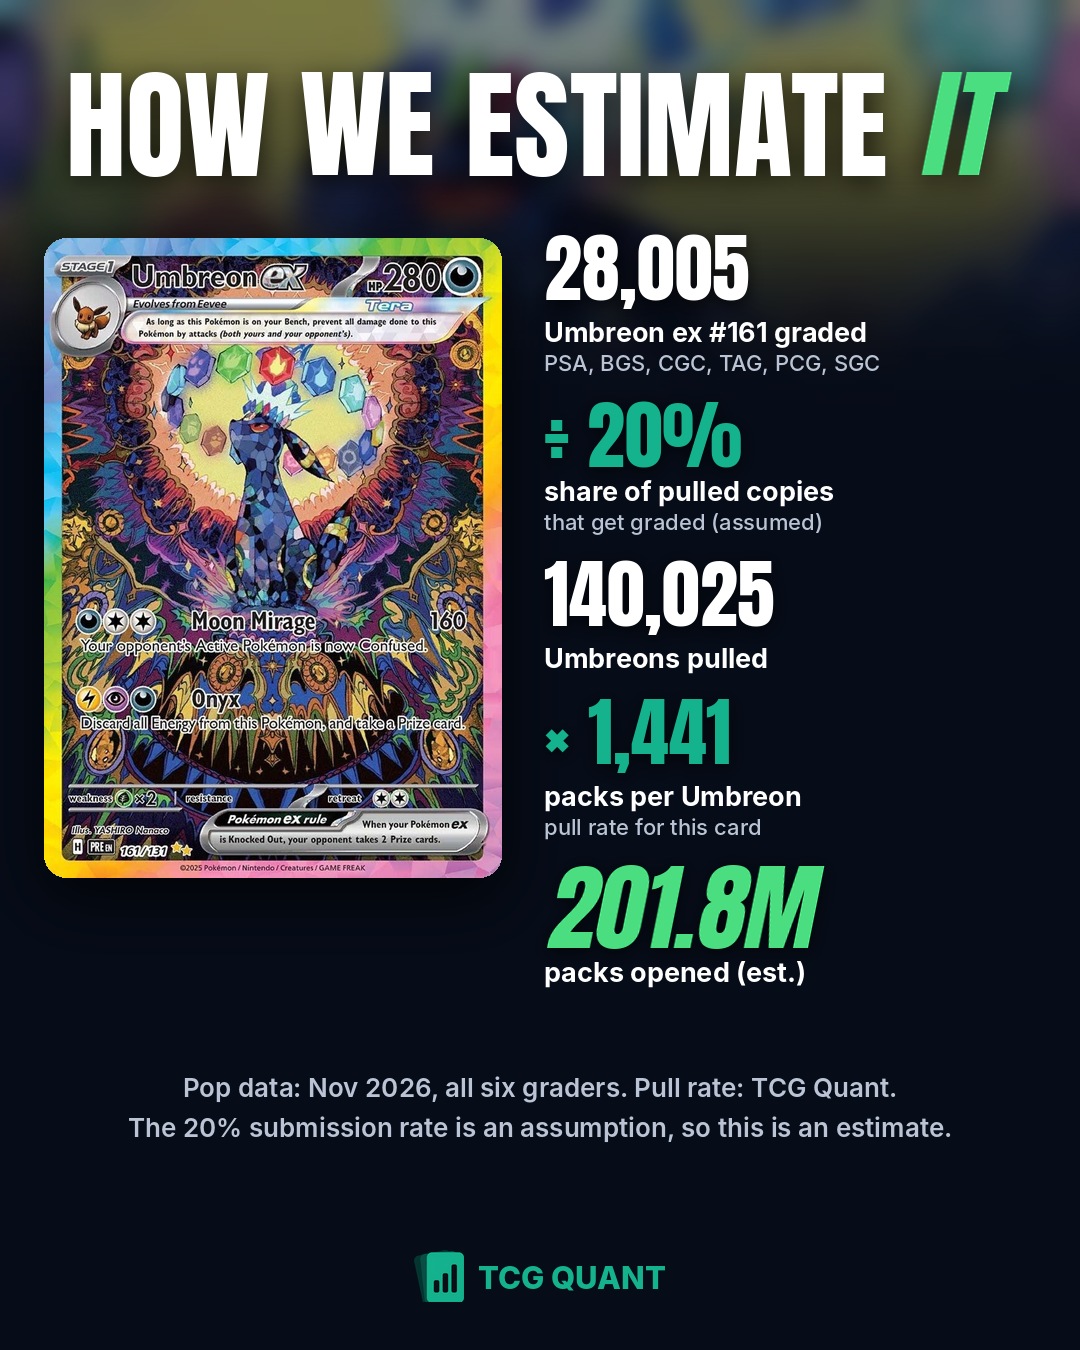 HOW WE ESTIMATE IT
STAGE1
Umbreon ex
HP 280
Evolves from Eevee
Tera
As long as this Pokémon is on your Bench, prevent all damage done to this
Pokémon by attacks (both yours and your opponent's).
Moon Mirage 160
Your opponent's Active Pokémon is now Confused.
Onyx
Discard all Energy from this Pokémon, and take a Prize card.
weakness ×2 resistance retreat
Pokémon ex rule
When your Pokémon ex
is Knocked Out, your opponent takes 2 Prize cards.
Illus. YASHIRO Nanaco
H PRE EN 161/131
©2025 Pokémon / Nintendo / Creatures / GAME FREAK
28,005
Umbreon ex #161 graded
PSA, BGS, CGC, TAG, PCG, SGC
÷ 20%
share of pulled copies
that get graded (assumed)
140,025
Umbreons pulled
× 1,441
packs per Umbreon
pull rate for this card
201.8M
packs opened (est.)
Pop data: Nov 2026, all six graders. Pull rate: TCG Quant.
The 20% submission rate is an assumption, so this is an estimate.
TCG QUANT